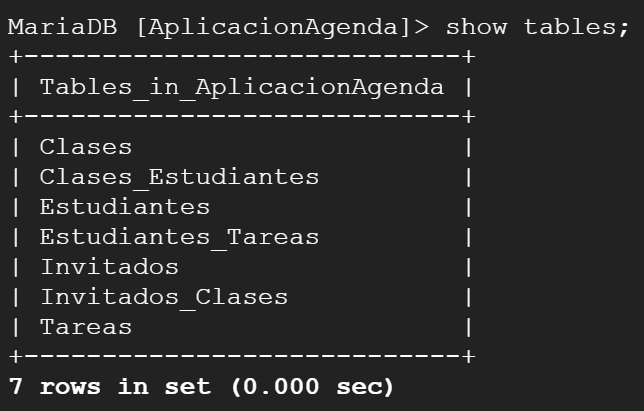 MariaDB [AplicacionAgenda]> show tables;
+----------------------------+
| Tables_in_AplicacionAgenda |
+----------------------------+
| Clases                     |
| Clases_Estudiantes         |
| Estudiantes                |
| Estudiantes_Tareas         |
| Invitados                  |
| Invitados_Clases           |
| Tareas                     |
+----------------------------+
7 rows in set (0.000 sec)